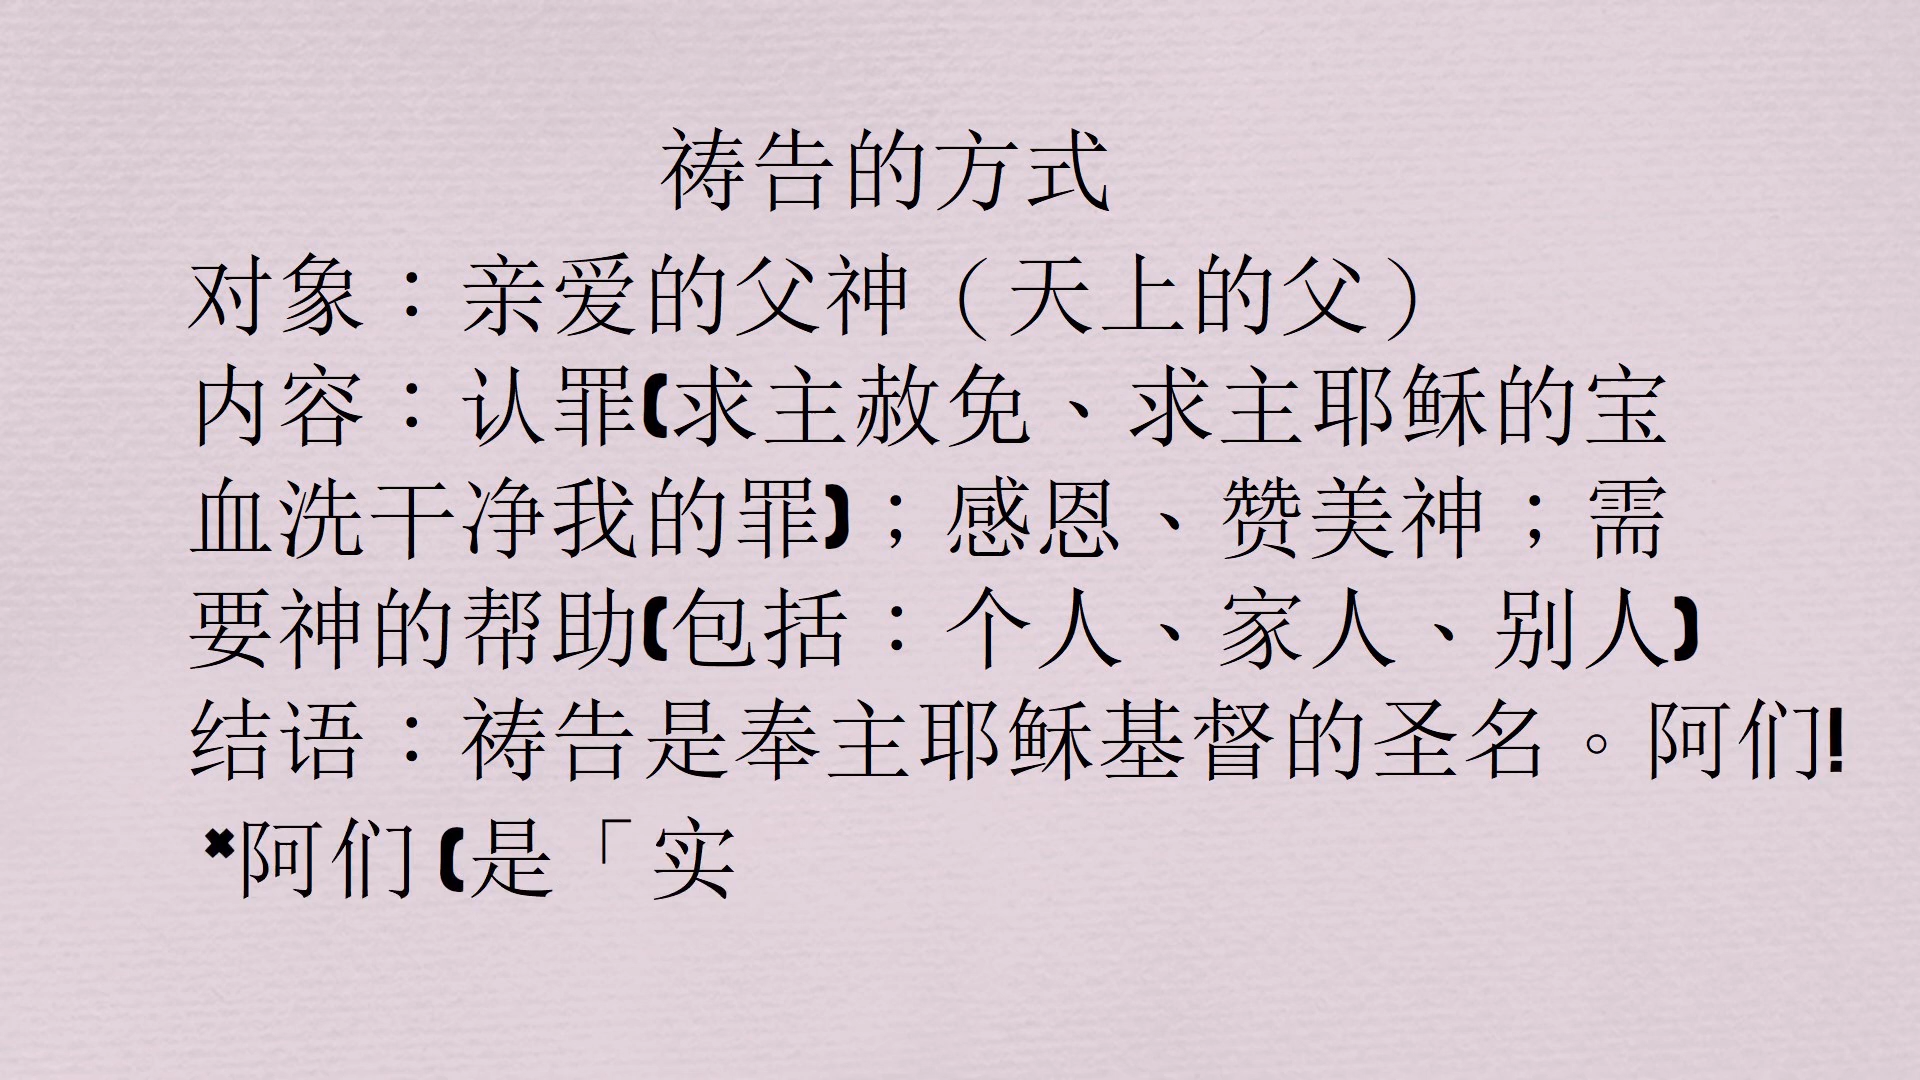 祷告的方式
对象：亲爱的父神（天上的父）
内容：认罪(求主赦免、求主耶稣的宝
血洗干净我的罪)；感恩、赞美神；需
要神的帮助(包括：个人、家人、别人)
结语：祷告是奉主耶稣基督的圣名。阿们!
*阿们 (是「实